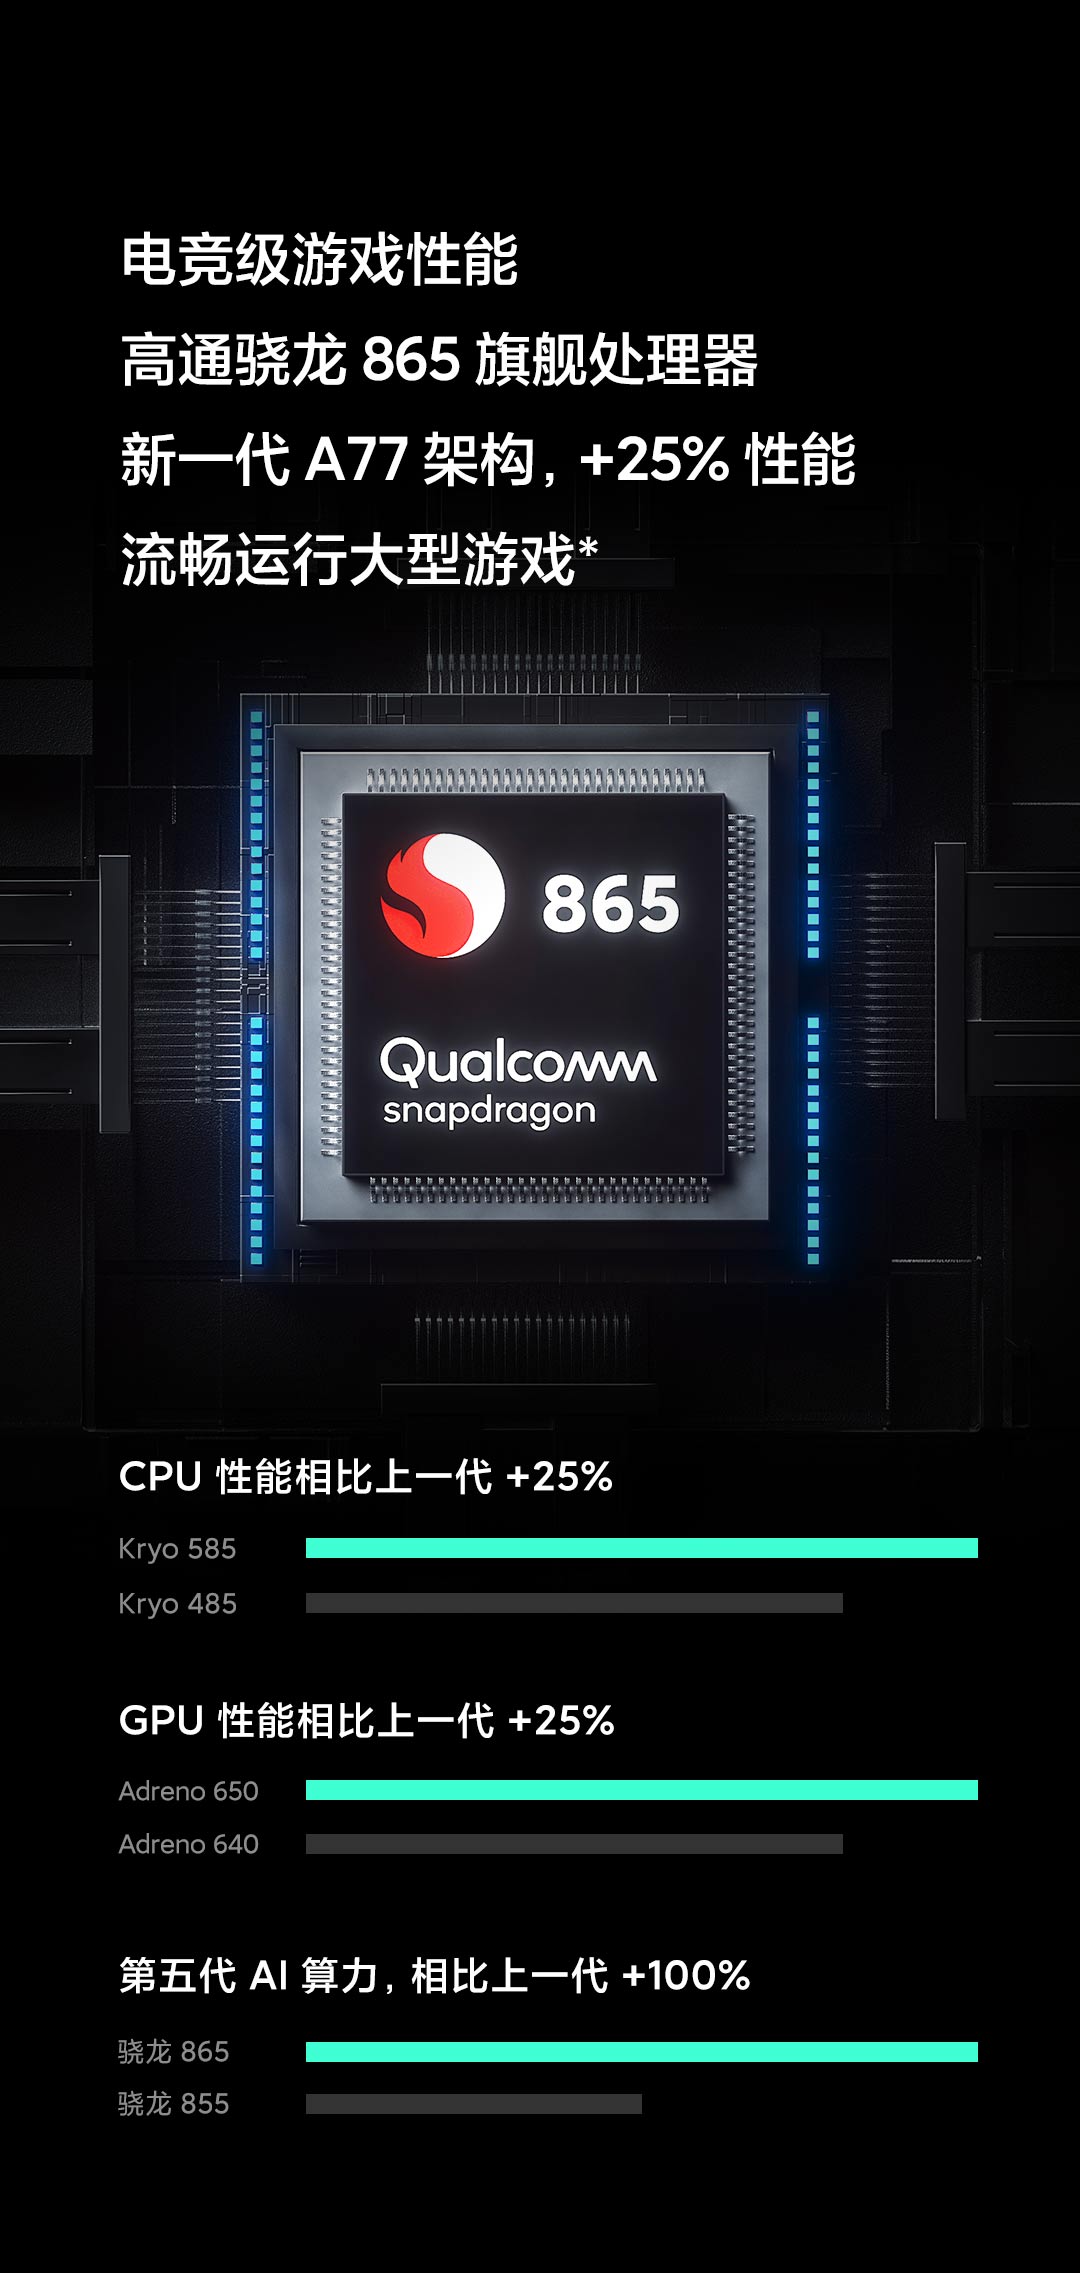 电竞级游戏性能
高通骁龙 865 旗舰处理器
新一代 A77 架构，+25% 性能
流畅运行大型游戏*
865
Qualcomm
snapdragon
CPU 性能相比上一代 +25%
Kryo 585
Kryo 485
GPU 性能相比上一代 +25%
Adreno 650
Adreno 640
第五代 AI 算力，相比上一代 +100%
骁龙 865
骁龙 855